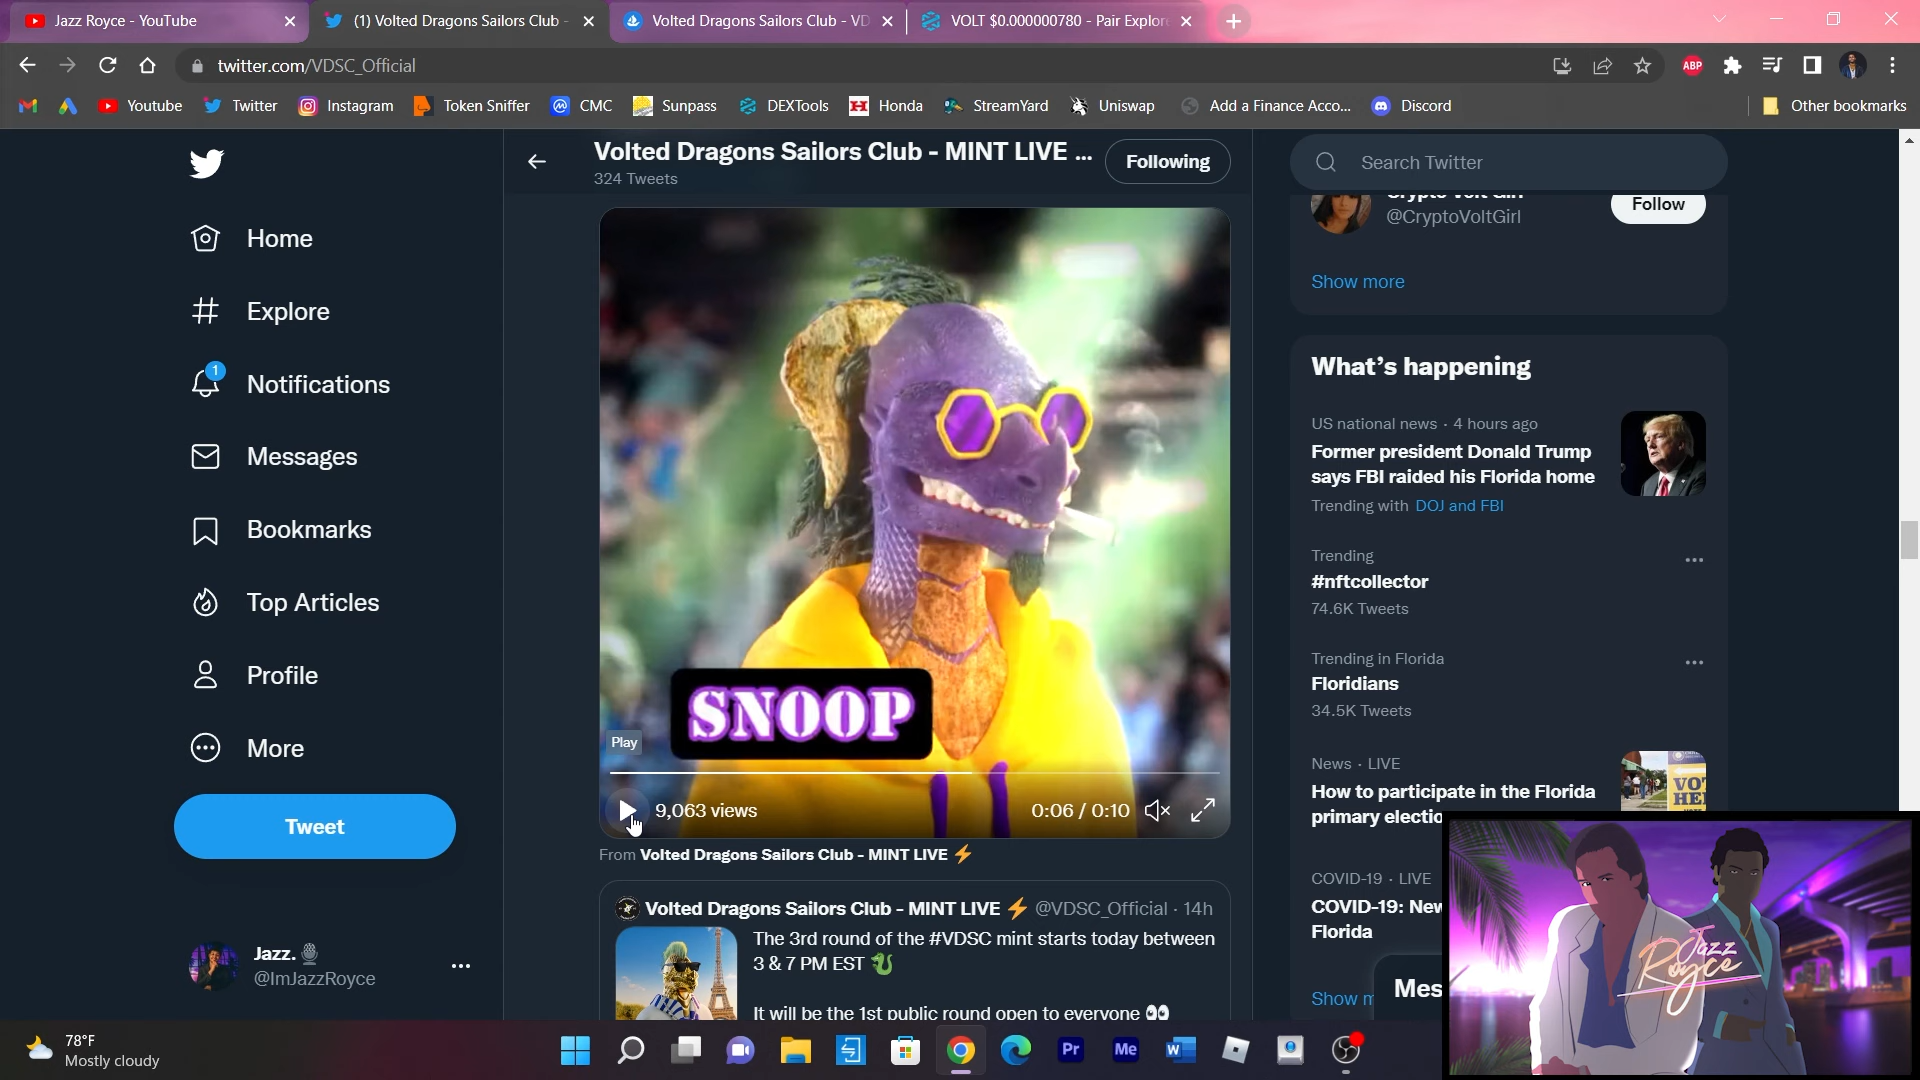 Jazz Royce - YouTube
(1) Volted Dragons Sailors Club -
Volted Dragons Sailors Club - VD
VOLT $0.000000780 - Pair Explor
twitter.com/VDSC_Official
ABP
Youtube
Twitter
Instagram
Token Sniffer
CMC
Sunpass
DEXTools
Honda
StreamYard
Uniswap
Add a Finance Acco...
Discord
Other bookmarks
Volted Dragons Sailors Club - MINT LIVE ...
324 Tweets
Following
Search Twitter
@CryptoVoltGirl
Follow
Show more
Home
Explore
1
Notifications
Messages
Bookmarks
Top Articles
Profile
More
Tweet
Jazz.
@ImJazzRoyce
SNOOP
Play
9,063 views
0:06 / 0:10
From Volted Dragons Sailors Club - MINT LIVE ⚡
Volted Dragons Sailors Club - MINT LIVE ⚡ @VDSC_Official · 14h
The 3rd round of the #VDSC mint starts today between
3 & 7 PM EST
It will be the 1st public round open to everyone 👀
What's happening
US national news · 4 hours ago
Former president Donald Trump
says FBI raided his Florida home
Trending with DOJ and FBI
Trending
#nftcollector
74.6K Tweets
Trending in Florida
Floridians
34.5K Tweets
News · LIVE
How to participate in the Florida
primary electio
COVID-19 · LIVE
COVID-19: New
Florida
Show m
Mes
Jazz
Royce
78°F
Mostly cloudy
Pr
Me
W